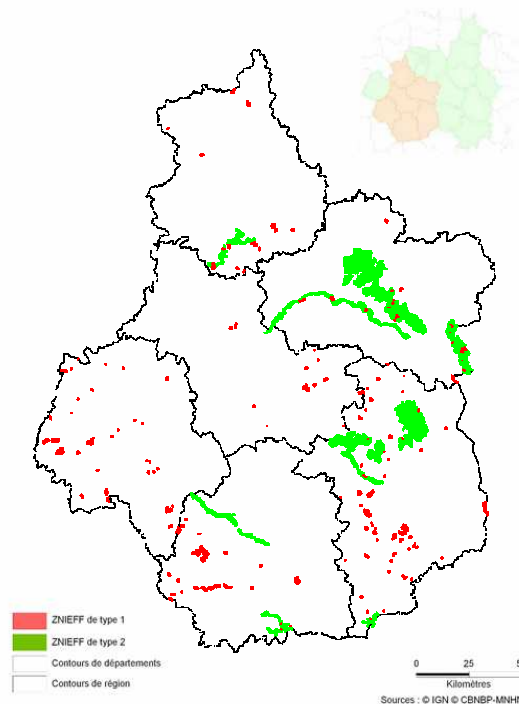 ZNIEFF de type 1
ZNIEFF de type 2
Contours de départements
Contours de région
0 25 5
Kilomètres
Sources : © IGN © CBNBP-MNHN